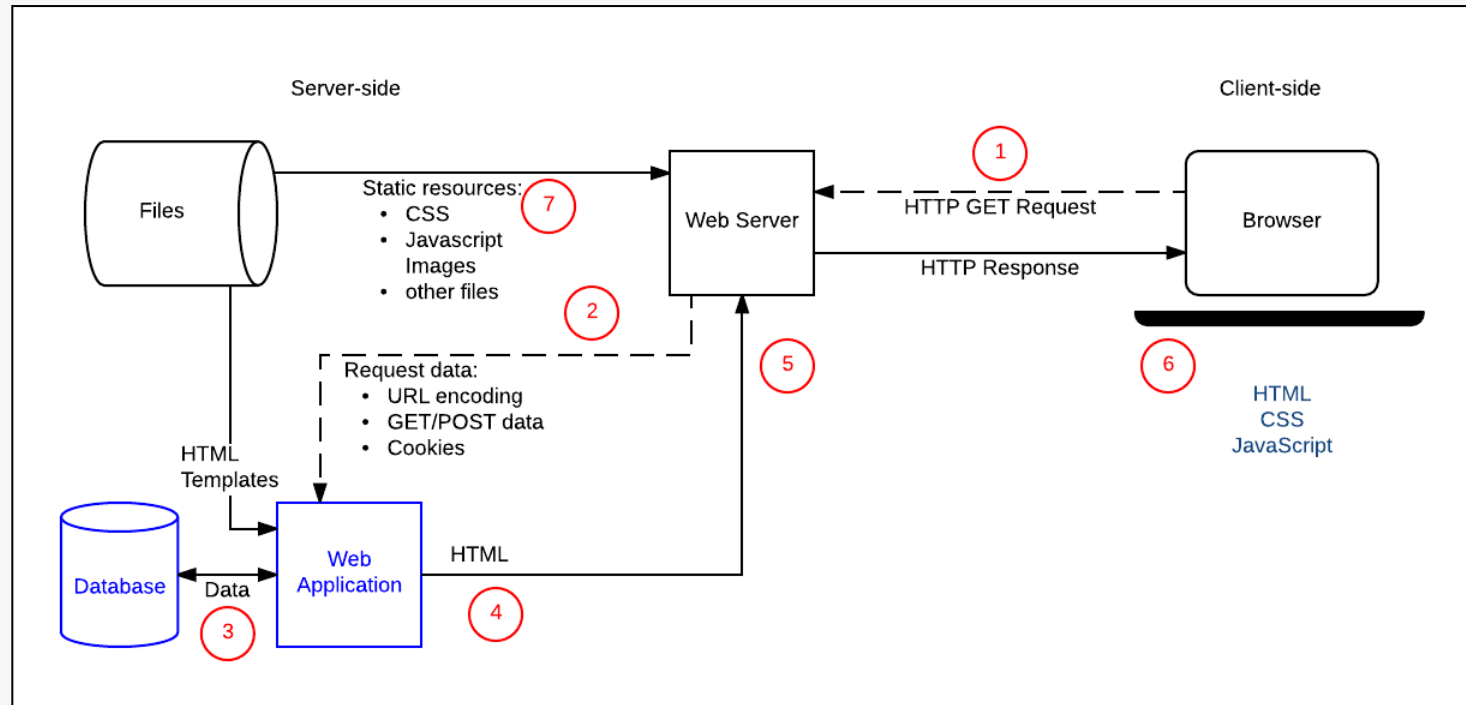 Server-side
Client-side
Files
Static resources:
• CSS
• Javascript
Images
• other files
7
Web Server
1
HTTP GET Request
HTTP Response
Browser
2
Request data:
• URL encoding
• GET/POST data
• Cookies
5
6
HTML
CSS
JavaScript
HTML
Templates
Database
Data
3
Web
Application
HTML
4